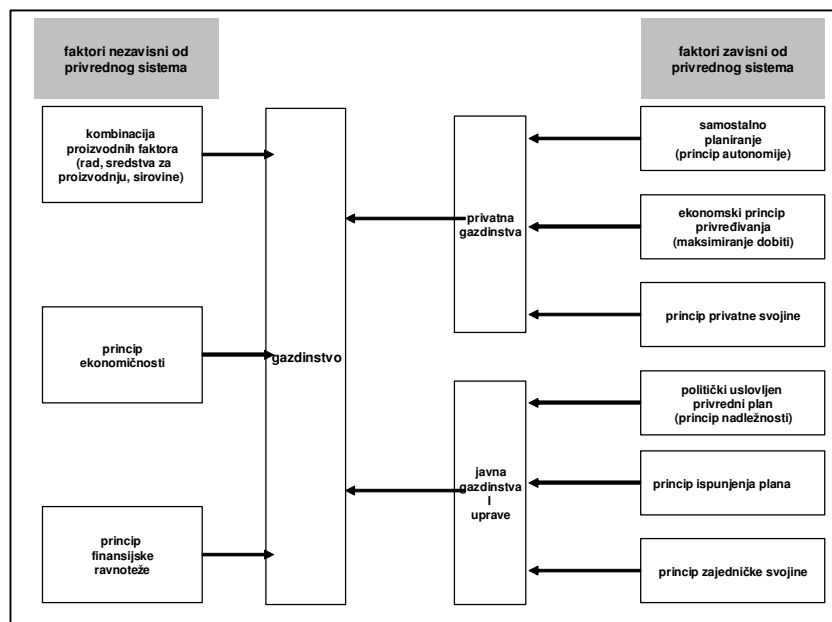 faktori nezavisni od
privrednog sistema
faktori zavisni od
privrednog sistema
kombinacija
proizvodnih faktora
(rad, sredstva za
proizvodnju, sirovine)
princip
ekonomičnosti
princip
finansijske
ravnoteže
gazdinstvo
privatna
gazdinstva
javna
gazdinstva
I
uprave
samostalno
planiranje
(princip autonomije)
ekonomski princip
privređivanja
(maksimiranje dobiti)
princip privatne svojine
politički uslovljen
privredni plan
(princip nadležnosti)
princip ispunjenja plana
princip zajedničke svojine